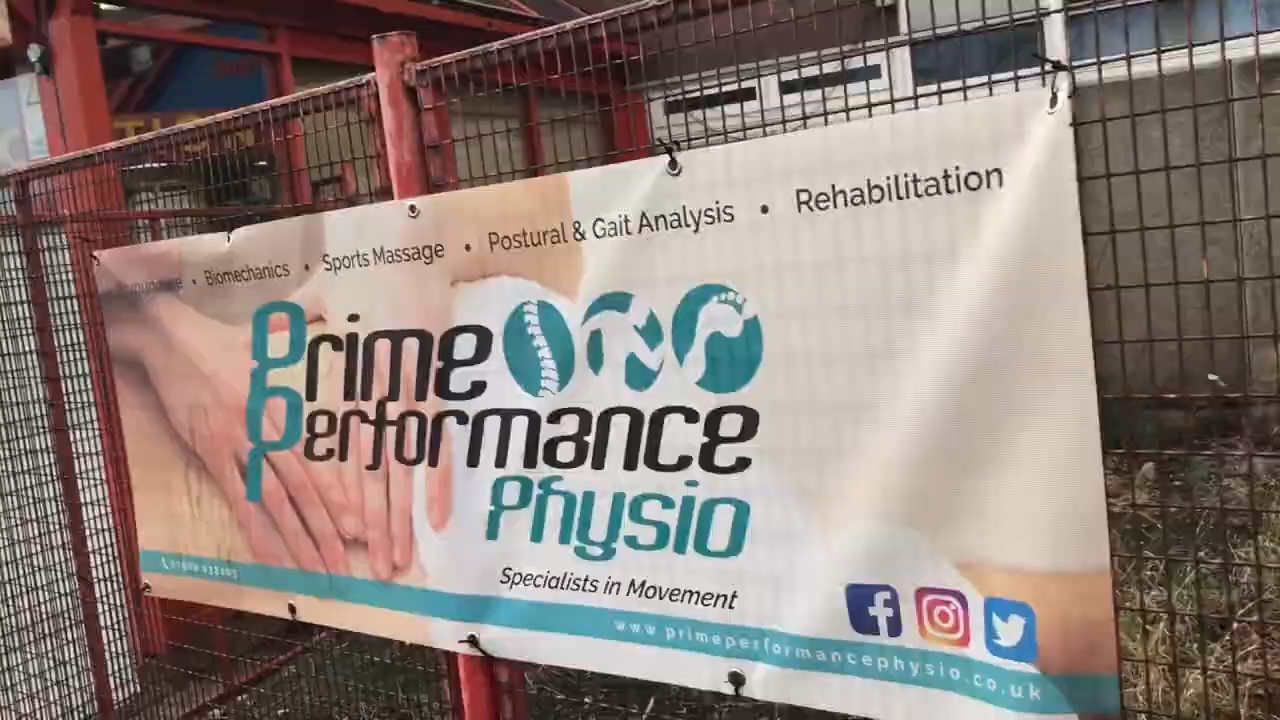 • Biomechanics • Sports Massage • Postural & Gait Analysis • Rehabilitation
Prime
Performance
Physio
Specialists in Movement
www.primeperformancephysio.co.uk